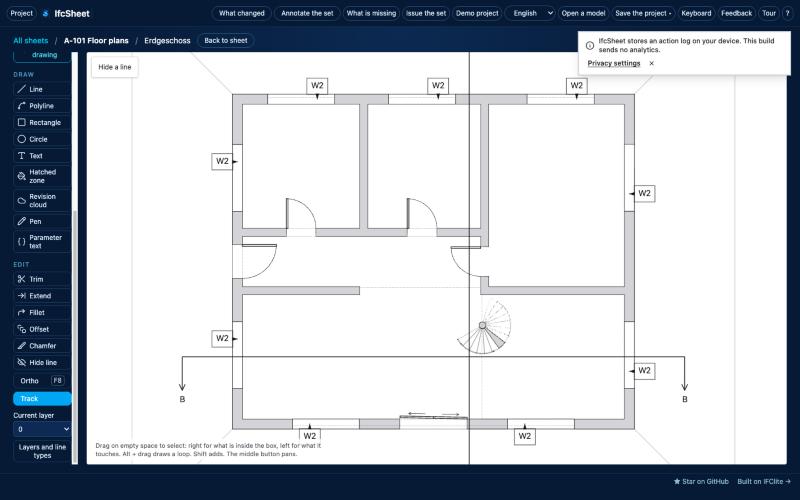 Project IfcSheet What changed Annotate the set What is missing Issue the set Demo project English Open a model Save the project Keyboard Feedback Tour ?
All sheets / A-101 Floor plans / Erdgeschoss Back to sheet
IfcSheet stores an action log on your device. This build
sends no analytics.
Privacy settings ×
drawing
DRAW
Line
Polyline
Rectangle
Circle
Text
Hatched
zone
Revision
cloud
Pen
Parameter
text
EDIT
Trim
Extend
Fillet
Offset
Chamfer
Hide line
Ortho F8
Track
Current layer
0
Layers and line
types
Hide a line
W2 W2 W2
W2
W2
W2
W2
B B
W2 W2
Drag on empty space to select: right for what is inside the box, left for what it
touches. Alt + drag draws a loop. Shift adds. The middle button pans.
★ Star on GitHub Built on IFClite →